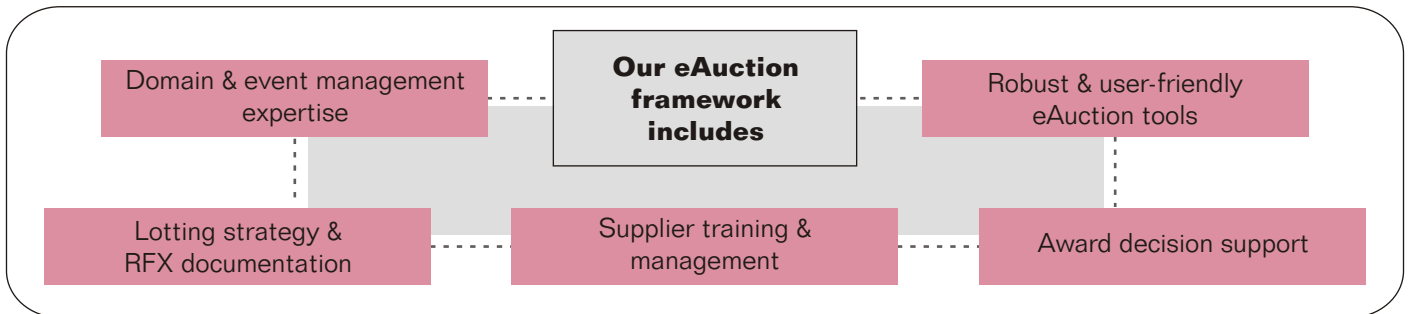 Our eAuction
framework
includes
Domain & event management
expertise
Robust & user-friendly
eAuction tools
Lotting strategy &
RFX documentation
Supplier training &
management
Award decision support